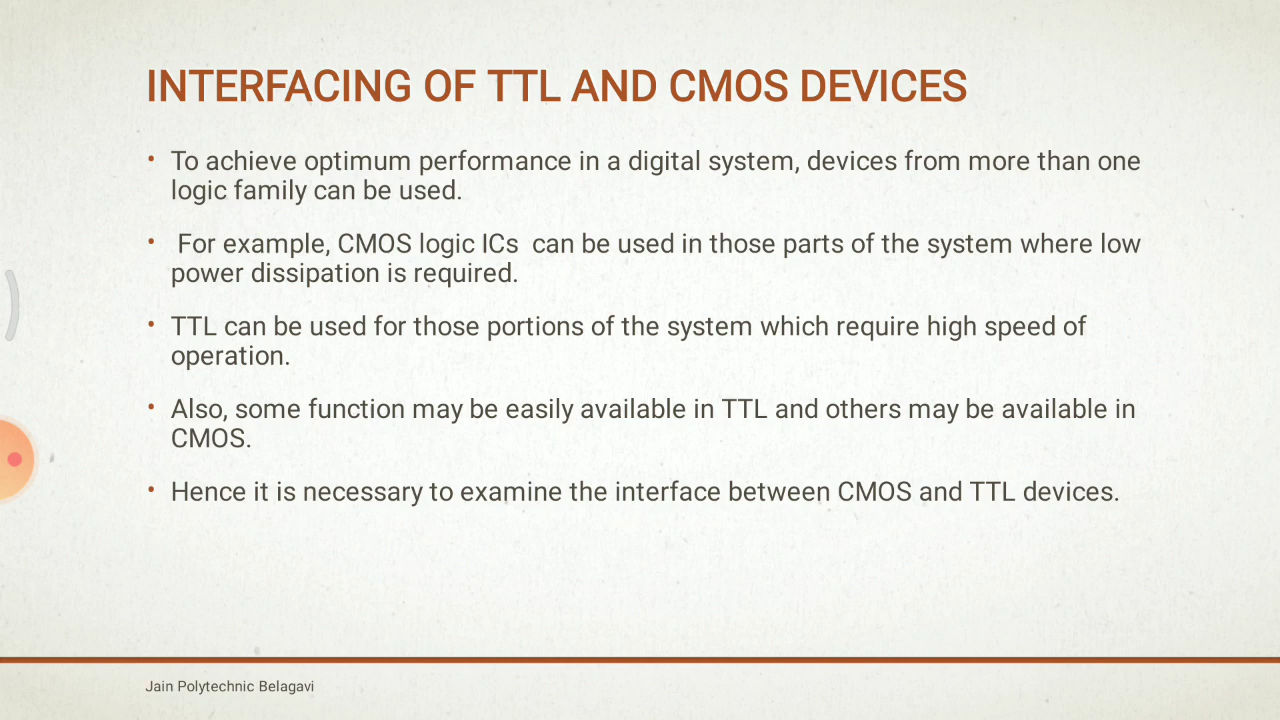 INTERFACING OF TTL AND CMOS DEVICES
• To achieve optimum performance in a digital system, devices from more than one
logic family can be used.
• For example, CMOS logic ICs  can be used in those parts of the system where low
power dissipation is required.
• TTL can be used for those portions of the system which require high speed of
operation.
• Also, some function may be easily available in TTL and others may be available in
CMOS.
• Hence it is necessary to examine the interface between CMOS and TTL devices.
Jain Polytechnic Belagavi